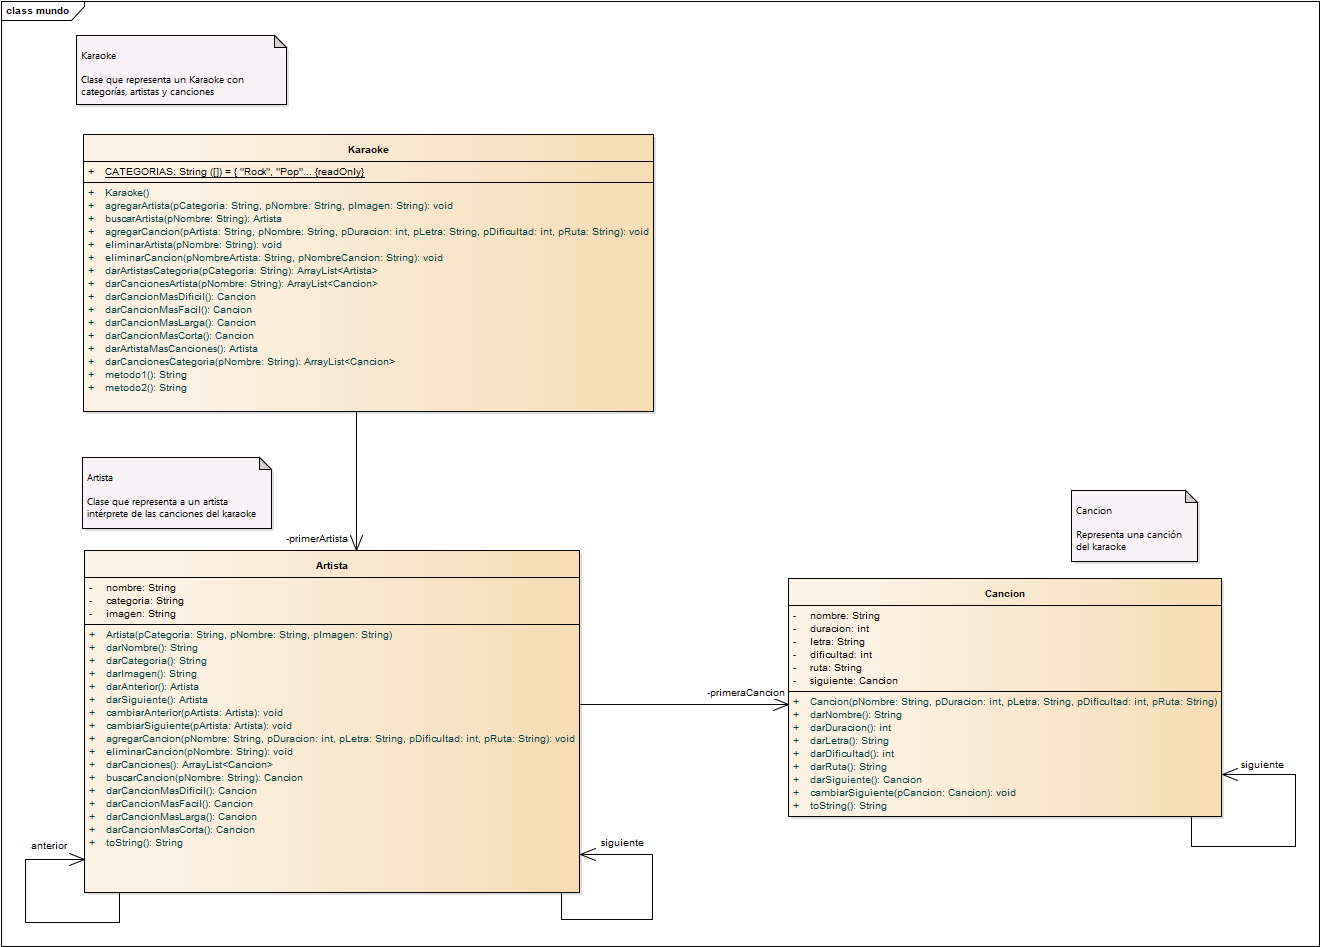 class mundo
Karaoke
Clase que representa un Karaoke con
categorías, artistas y canciones
Karaoke
+ CATEGORIAS: String ([]) = { "Rock", "Pop"... {readOnly}
+ Karaoke()
+ agregarArtista(pCategoria: String, pNombre: String, pImagen: String): void
+ buscarArtista(pNombre: String): Artista
+ agregarCancion(pArtista: String, pNombre: String, pDuracion: int, pLetra: String, pDificultad: int, pRuta: String): void
+ eliminarArtista(pNombre: String): void
+ eliminarCancion(pNombreArtista: String, pNombreCancion: String): void
+ darArtistasCategoria(pCategoria: String): ArrayList<Artista>
+ darCancionesArtista(pNombre: String): ArrayList<Cancion>
+ darCancionMasDificil(): Cancion
+ darCancionMasFacil(): Cancion
+ darCancionMasLarga(): Cancion
+ darCancionMasCorta(): Cancion
+ darArtistaMasCanciones(): Artista
+ darCancionesCategoria(pNombre: String): ArrayList<Cancion>
+ metodo1(): String
+ metodo2(): String
Artista
Clase que representa a un artista
intérprete de las canciones del karaoke
-primerArtista
Artista
- nombre: String
- categoria: String
- imagen: String
+ Artista(pCategoria: String, pNombre: String, pImagen: String)
+ darNombre(): String
+ darCategoria(): String
+ darImagen(): String
+ darAnterior(): Artista
+ darSiguiente(): Artista
+ cambiarAnterior(pArtista: Artista): void
+ cambiarSiguiente(pArtista: Artista): void
+ agregarCancion(pNombre: String, pDuracion: int, pLetra: String, pDificultad: int, pRuta: String): void
+ eliminarCancion(pNombre: String): void
+ darCanciones(): ArrayList<Cancion>
+ buscarCancion(pNombre: String): Cancion
+ darCancionMasDificil(): Cancion
+ darCancionMasFacil(): Cancion
+ darCancionMasLarga(): Cancion
+ darCancionMasCorta(): Cancion
+ toString(): String
anterior
siguiente
-primeraCancion
Cancion
Representa una canción
del karaoke
Cancion
- nombre: String
- duracion: int
- letra: String
- dificultad: int
- ruta: String
- siguiente: Cancion
+ Cancion(pNombre: String, pDuracion: int, pLetra: String, pDificultad: int, pRuta: String)
+ darNombre(): String
+ darDuracion(): int
+ darLetra(): String
+ darDificultad(): int
+ darRuta(): String
+ darSiguiente(): Cancion
+ cambiarSiguiente(pCancion: Cancion): void
+ toString(): String
siguiente